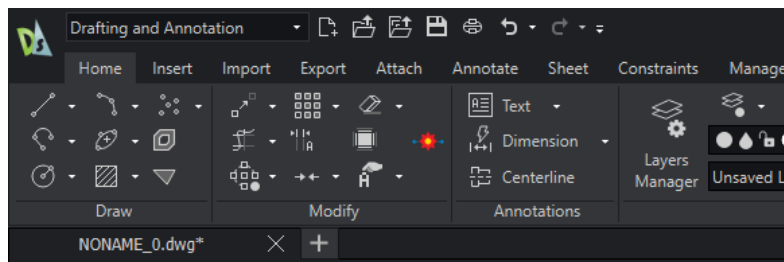 Drafting and Annotation
Home Insert Import Export Attach Annotate Sheet Constraints Manage
Text
Dimension
Centerline
Layers
Manager
Unsaved L
Draw Modify Annotations
NONAME_0.dwg*